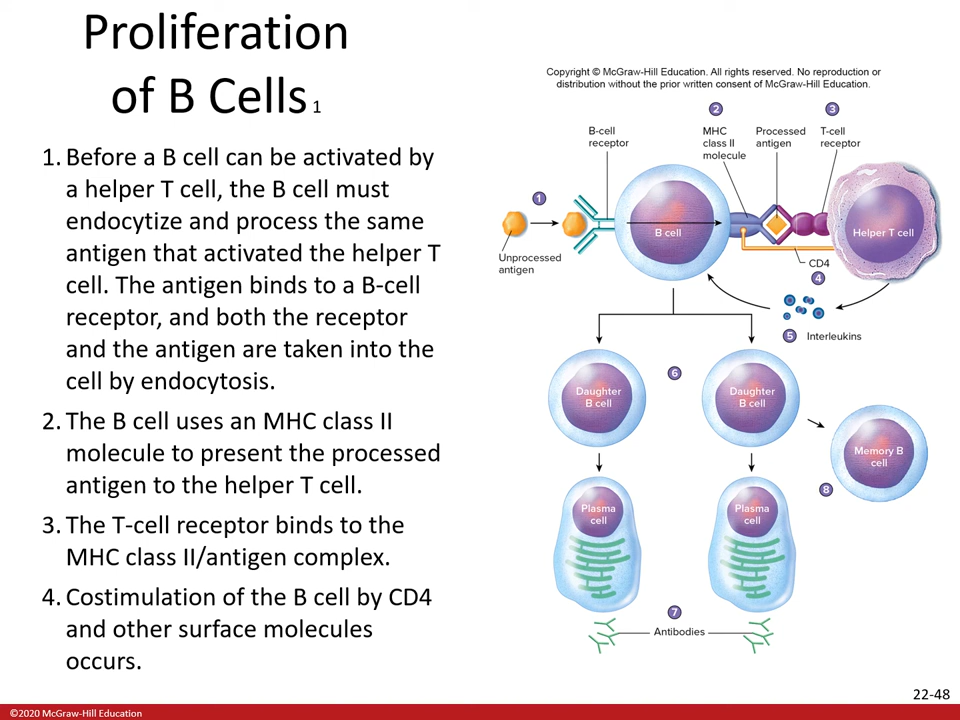 Proliferation
of B Cells 1
1. Before a B cell can be activated by
a helper T cell, the B cell must
endocytize and process the same
antigen that activated the helper T
cell. The antigen binds to a B-cell
receptor, and both the receptor
and the antigen are taken into the
cell by endocytosis.
2. The B cell uses an MHC class II
molecule to present the processed
antigen to the helper T cell.
3. The T-cell receptor binds to the
MHC class II/antigen complex.
4. Costimulation of the B cell by CD4
and other surface molecules
occurs.
Copyright © McGraw-Hill Education. All rights reserved. No reproduction or
distribution without the prior written consent of McGraw-Hill Education.
2
3
B-cell
receptor
MHC
class II
molecule
Processed
antigen
T-cell
receptor
1
B cell
Helper T cell
Unprocessed
antigen
CD4
4
5
Interleukins
6
Daughter
B cell
Daughter
B cell
Memory B
cell
8
Plasma
cell
Plasma
cell
7
Antibodies
22-48
©2020 McGraw-Hill Education